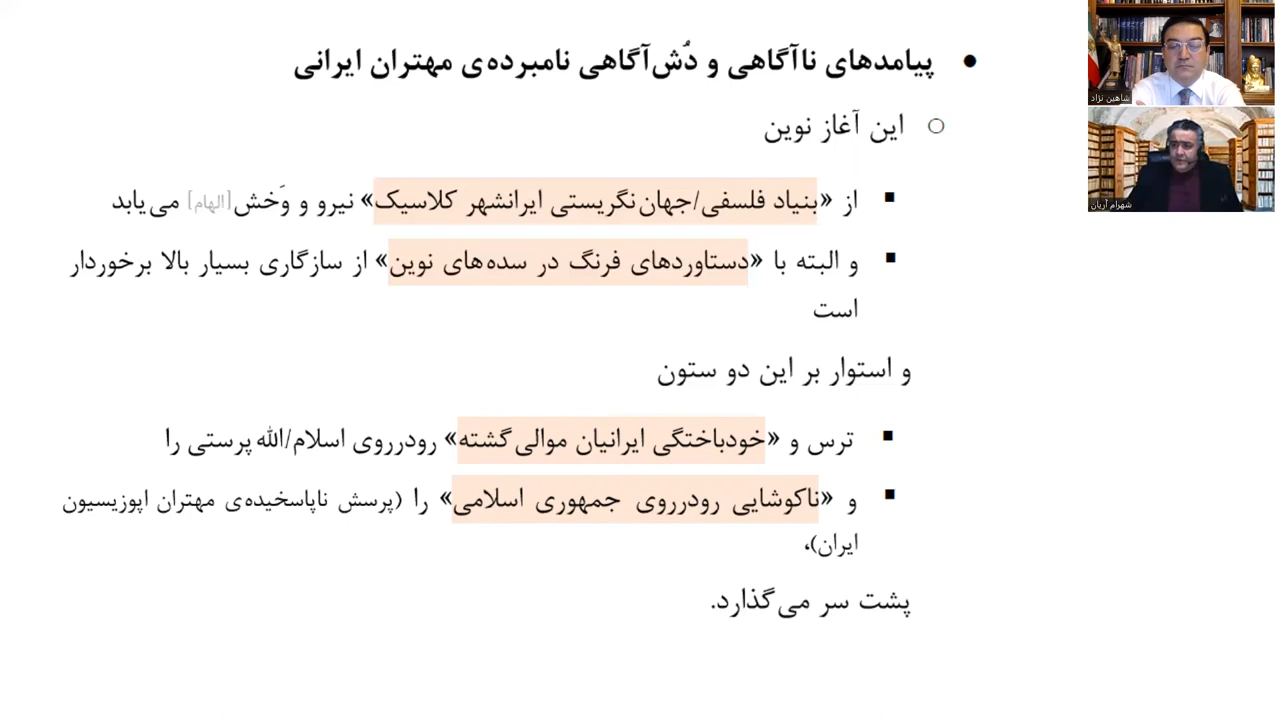 پیامدهای ناآگاهی و دُش‌آگاهی نامبرده‌ی مهتران ایرانی
این آغاز نوین
از «بنیاد فلسفی/جهان‌نگریستی ایرانشهر کلاسیک» نیرو و وَخش[الهام] می‌یابد
و البته با «دستاوردهای فرنگ در سده‌های نوین» از سازگاری بسیار بالا برخوردار
است
و استوار بر این دو ستون
ترس و «خودباختگی ایرانیان موالی‌گشته» رودرروی اسلام/الله‌پرستی را
و «ناکوشایی رودرروی جمهوری اسلامی» را (پرسش ناپاسخیده‌ی مهتران اپوزیسیون
ایران)،
پشت سر می‌گذارد.
شاهین نژاد
شهرام آریان